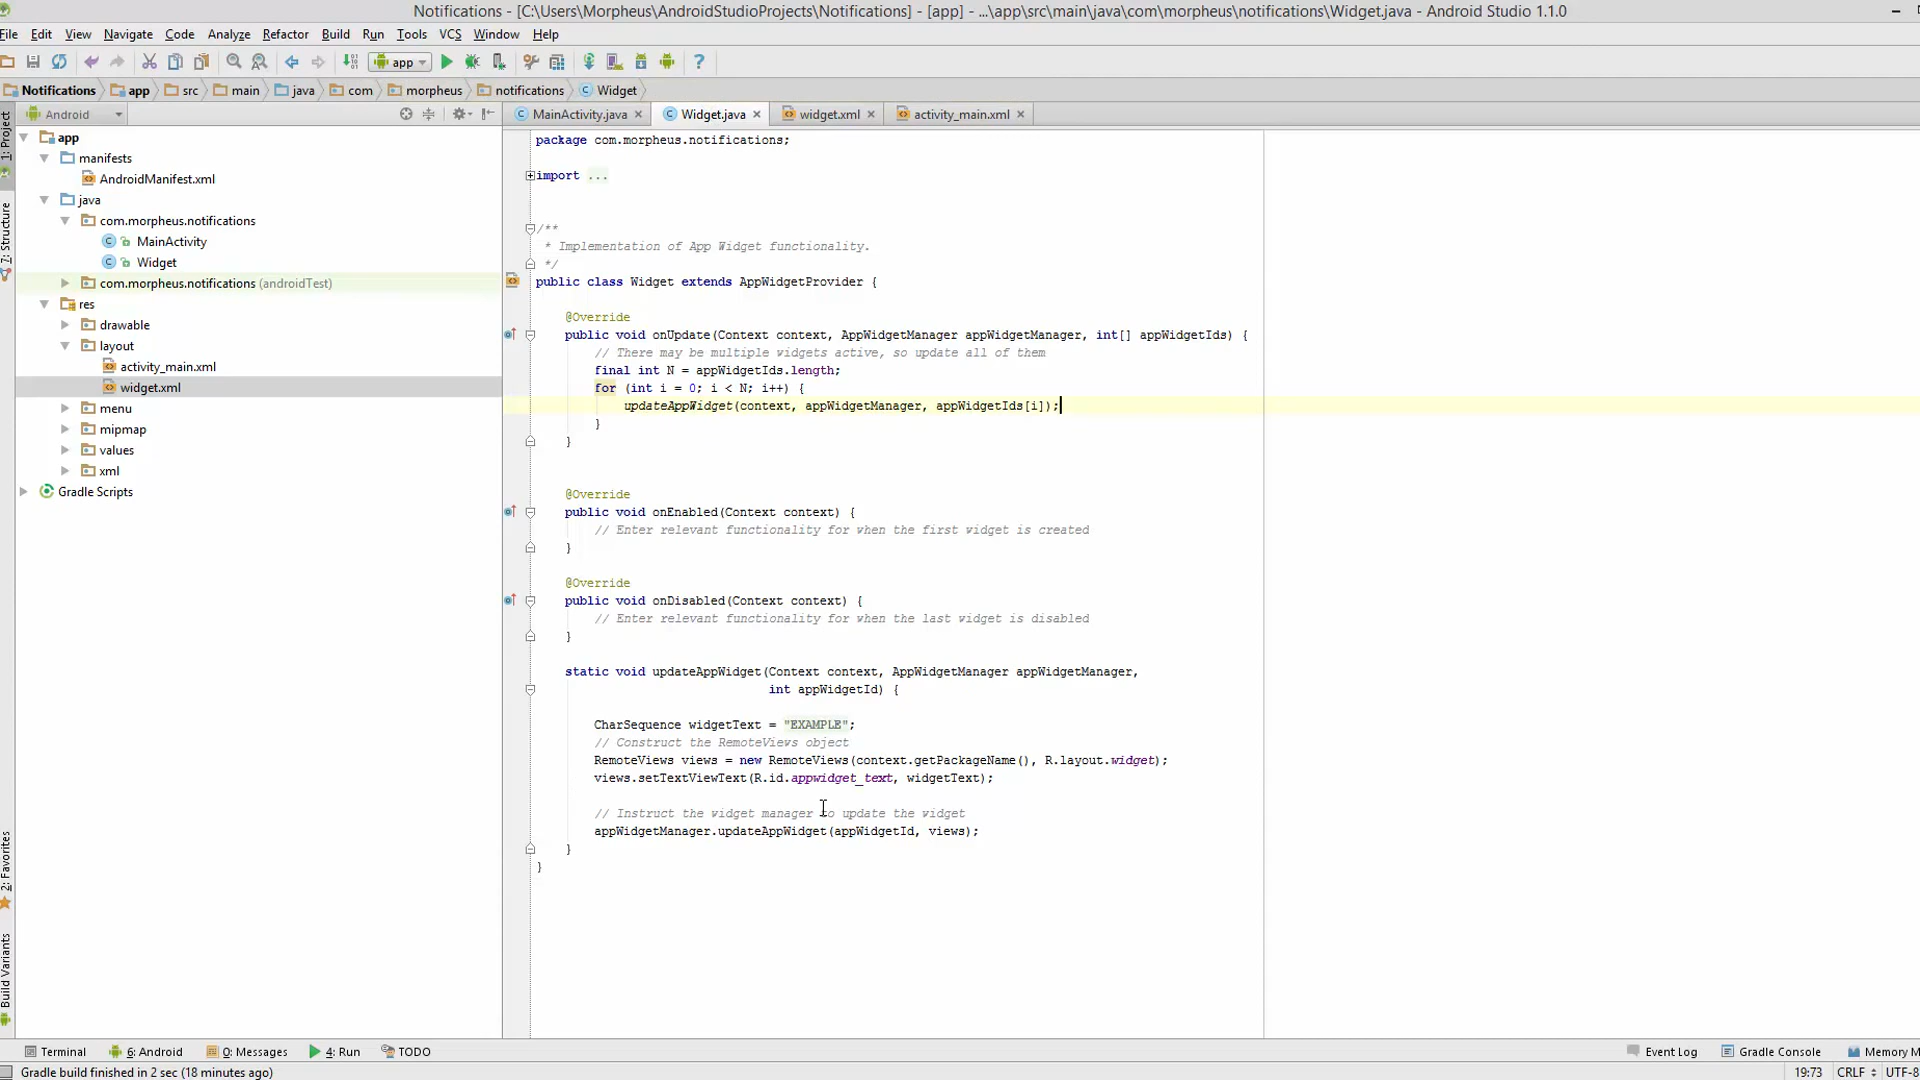 Notifications - [C:\Users\Morpheus\AndroidStudioProjects\Notifications] - [app] - ...\app\src\main\java\com\morpheus\notifications\Widget.java - Android Studio 1.1.0
File Edit View Navigate Code Analyze Refactor Build Run Tools VCS Window Help
app
Notifications app src main java com morpheus notifications Widget
Android
MainActivity.java Widget.java widget.xml activity_main.xml
1: Project
7: Structure
2: Favorites
Build Variants
app
manifests
AndroidManifest.xml
java
com.morpheus.notifications
MainActivity
Widget
com.morpheus.notifications (androidTest)
res
drawable
layout
activity_main.xml
widget.xml
menu
mipmap
values
xml
Gradle Scripts
package com.morpheus.notifications;
import ...
/**
* Implementation of App Widget functionality.
*/
public class Widget extends AppWidgetProvider {
@Override
public void onUpdate(Context context, AppWidgetManager appWidgetManager, int[] appWidgetIds) {
// There may be multiple widgets active, so update all of them
final int N = appWidgetIds.length;
for (int i = 0; i < N; i++) {
updateAppWidget(context, appWidgetManager, appWidgetIds[i]);
}
}
@Override
public void onEnabled(Context context) {
// Enter relevant functionality for when the first widget is created
}
@Override
public void onDisabled(Context context) {
// Enter relevant functionality for when the last widget is disabled
}
static void updateAppWidget(Context context, AppWidgetManager appWidgetManager,
int appWidgetId) {
CharSequence widgetText = "EXAMPLE";
// Construct the RemoteViews object
RemoteViews views = new RemoteViews(context.getPackageName(), R.layout.widget);
views.setTextViewText(R.id.appwidget_text, widgetText);
// Instruct the widget manager to update the widget
appWidgetManager.updateAppWidget(appWidgetId, views);
}
}
Terminal 6: Android 0: Messages 4: Run TODO Event Log Gradle Console Memory M
Gradle build finished in 2 sec (18 minutes ago) 19:73 CRLF UTF-8